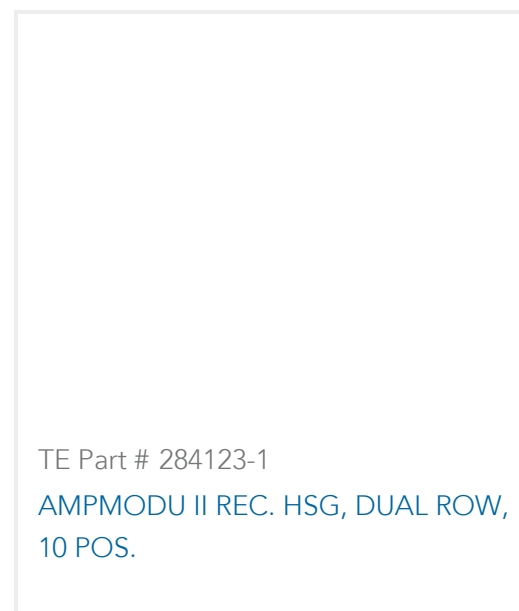 TE Part # 284123-1
AMPMODU II REC. HSG, DUAL ROW,
10 POS.